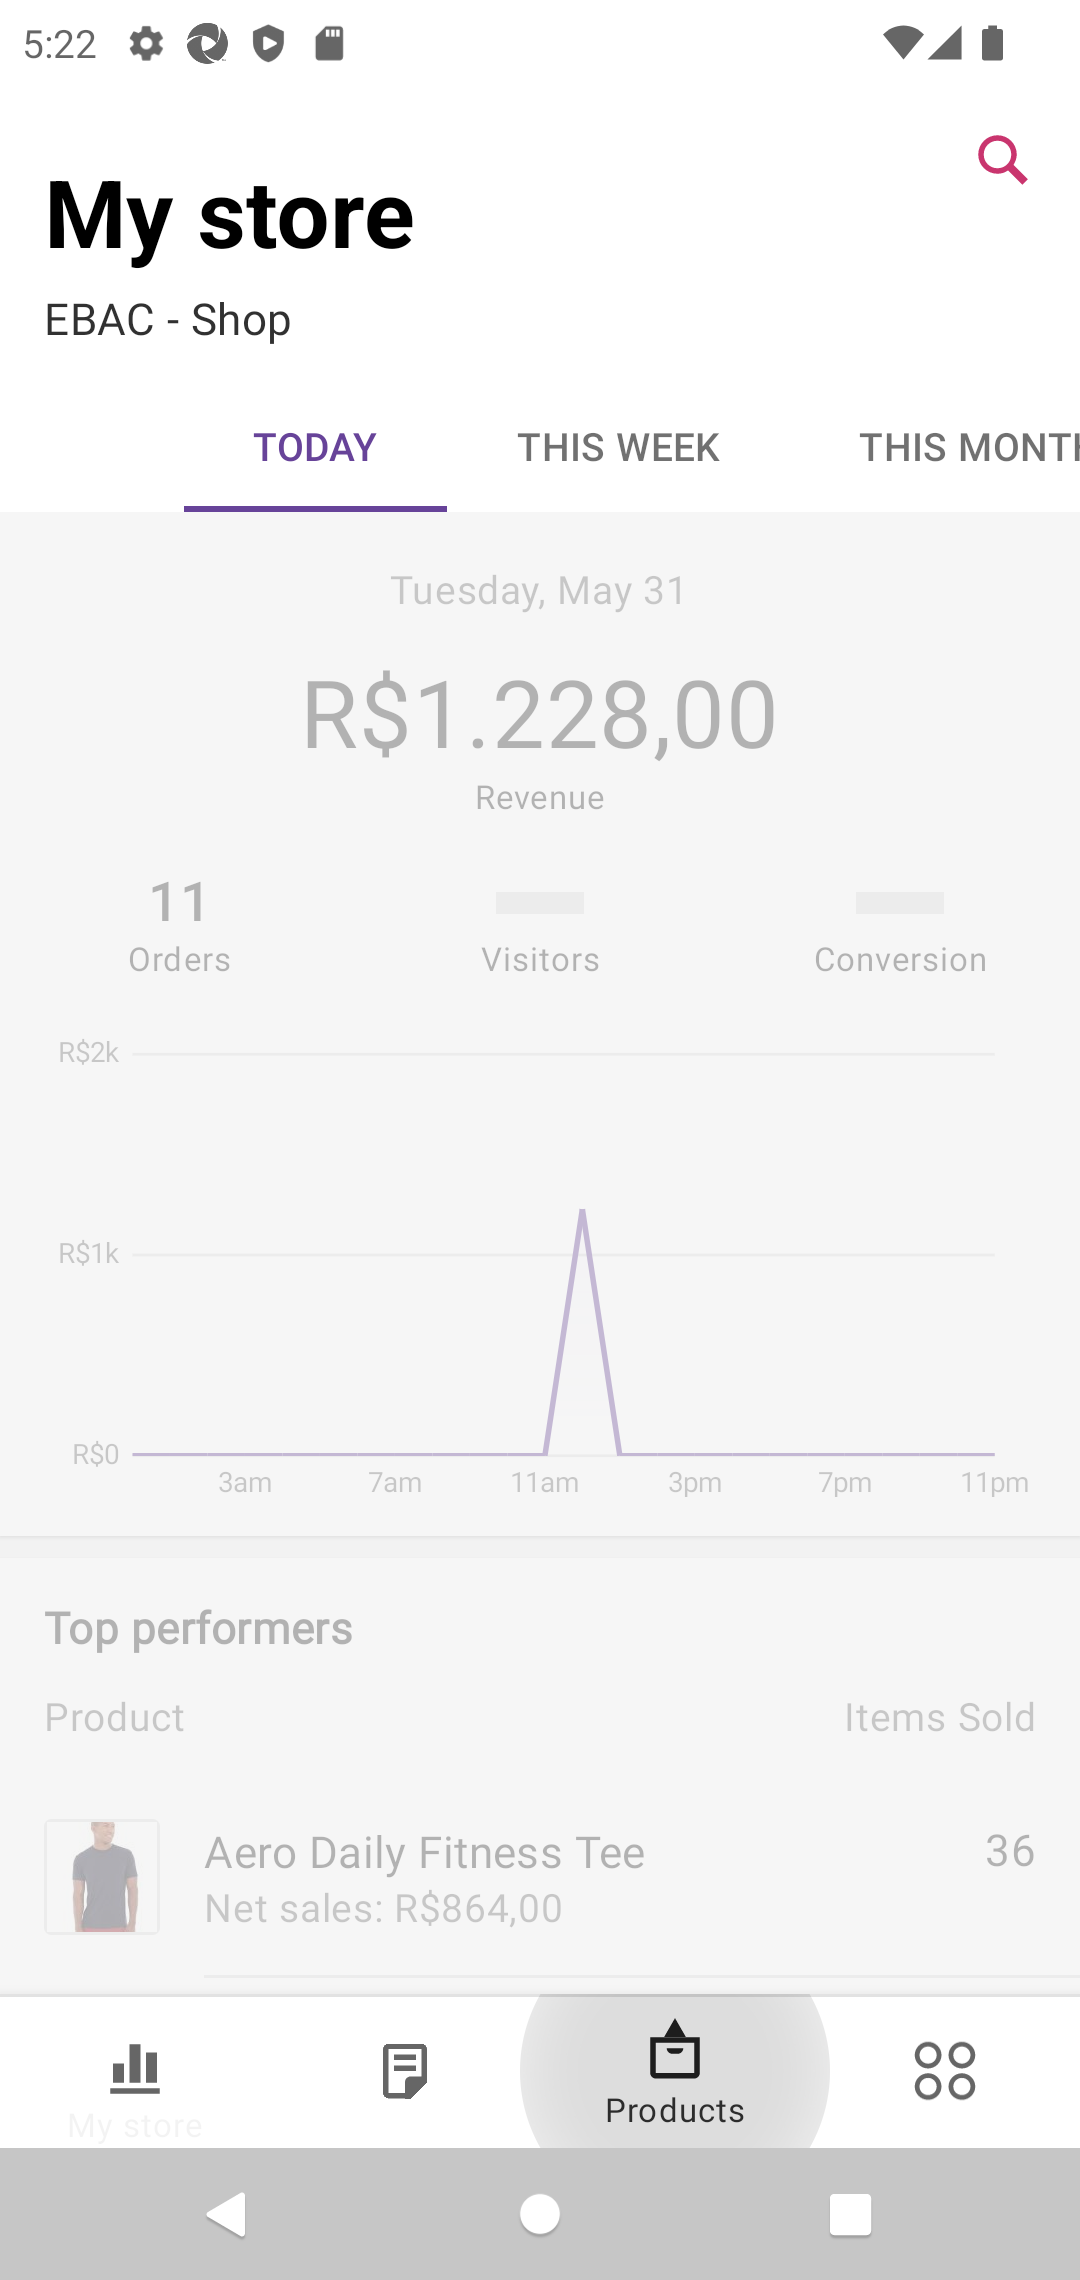 5:22
My store
EBAC - Shop
TODAY THIS WEEK THIS MONTH
Tuesday, May 31
R$1.228,00
Revenue
11
Orders Visitors Conversion
R$2k
R$1k
R$0
3am 7am 11am 3pm 7pm 11pm
Top performers
Product Items Sold
Aero Daily Fitness Tee 36
Net sales: R$864,00
Products
My store